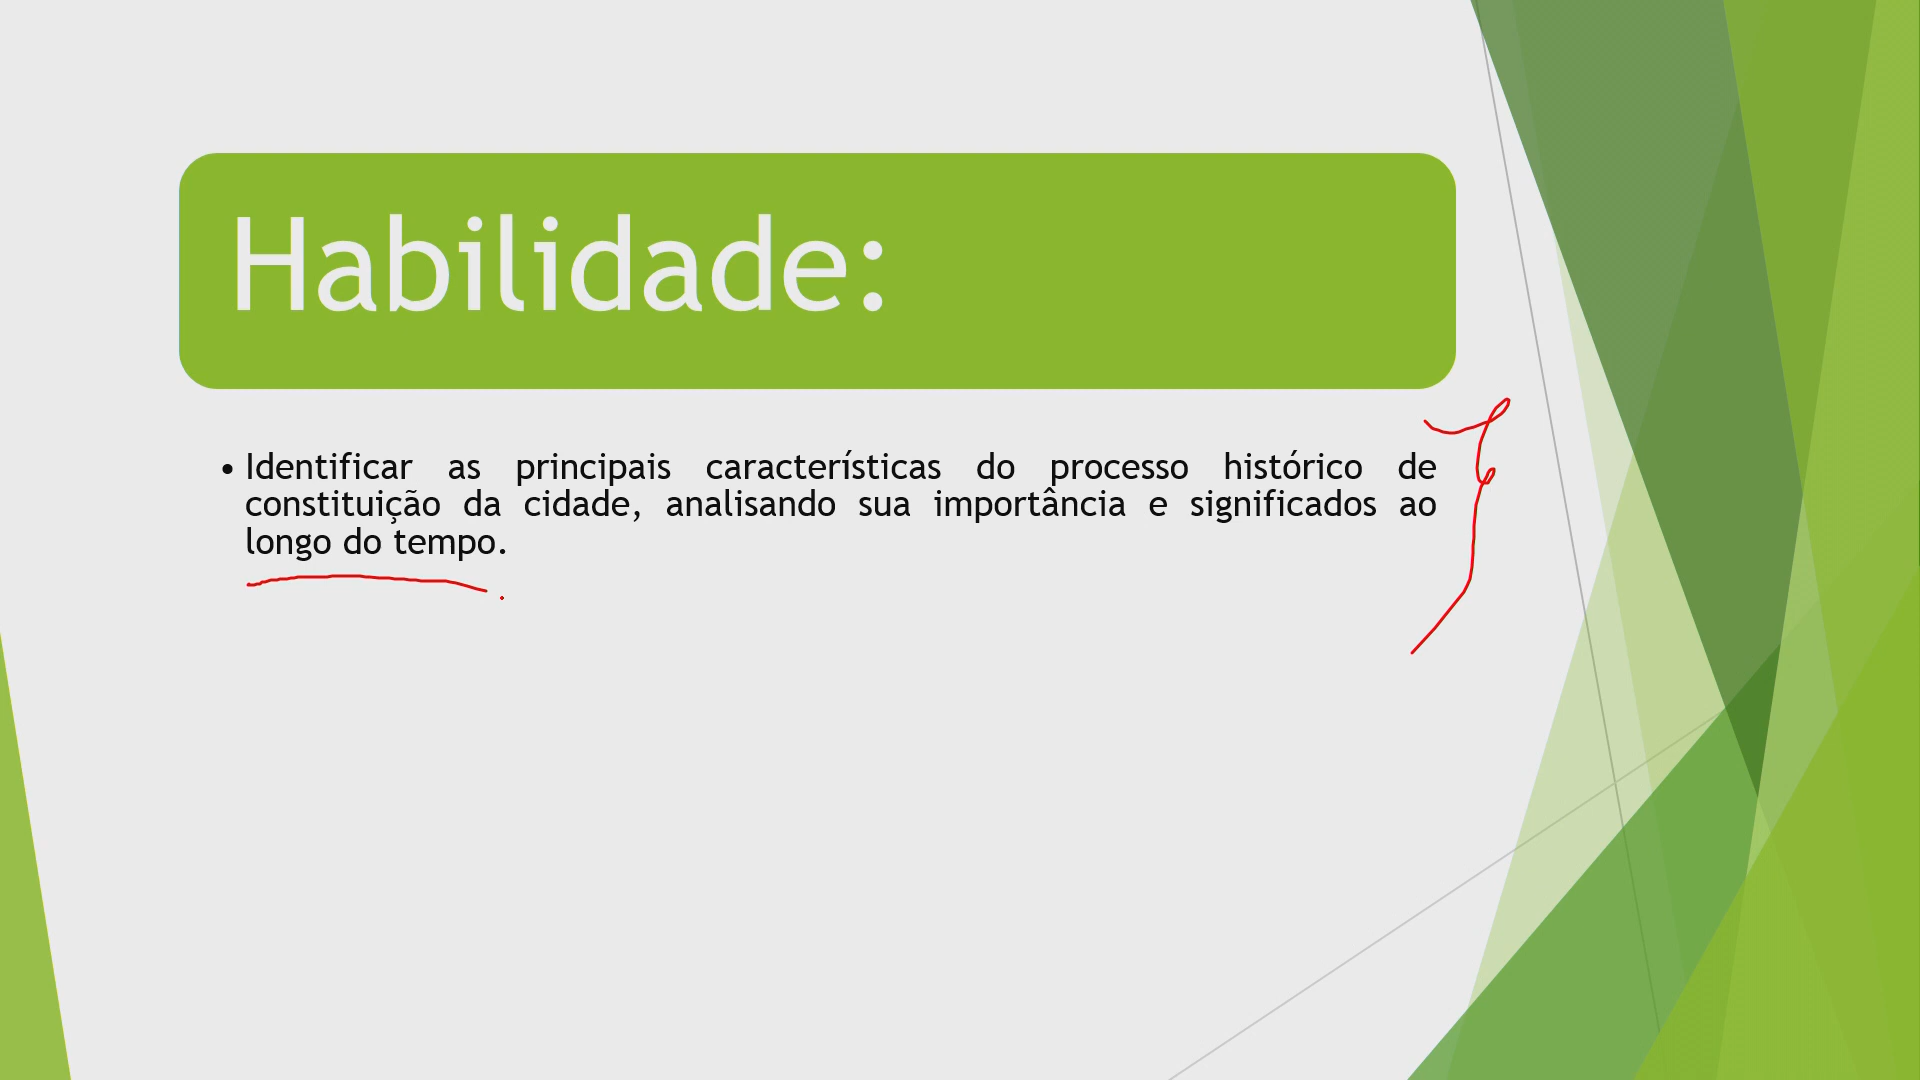 Habilidade:
• Identificar as principais características do processo histórico de
constituição da cidade, analisando sua importância e significados ao
longo do tempo.